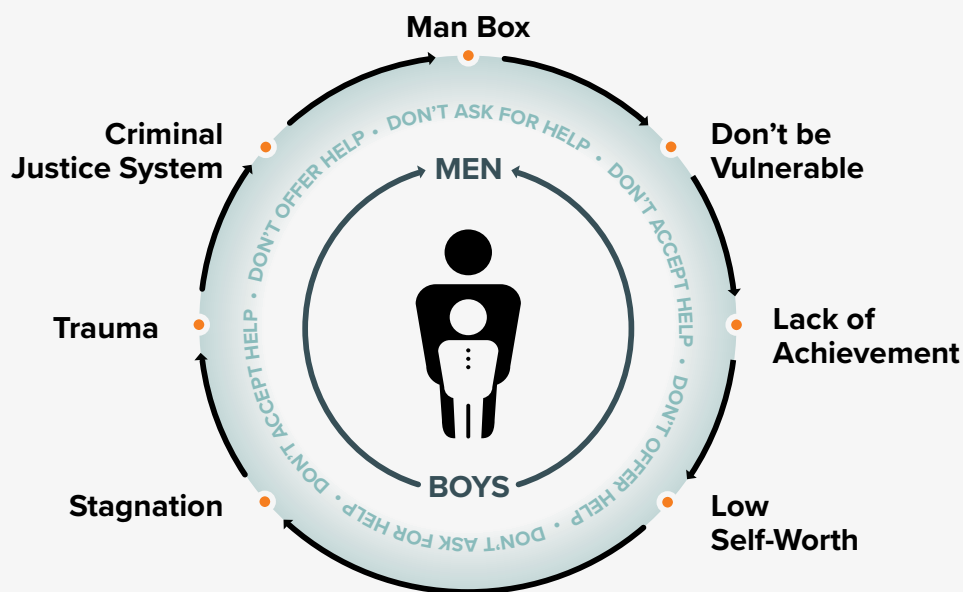 Man Box
Don't be
Vulnerable
Lack of
Achievement
Low
Self-Worth
Stagnation
Trauma
Criminal
Justice System
DON'T ASK FOR HELP • DON'T ACCEPT HELP • DON'T OFFER HELP • DON'T ASK FOR HELP • DON'T ACCEPT HELP • DON'T OFFER HELP •
MEN
BOYS